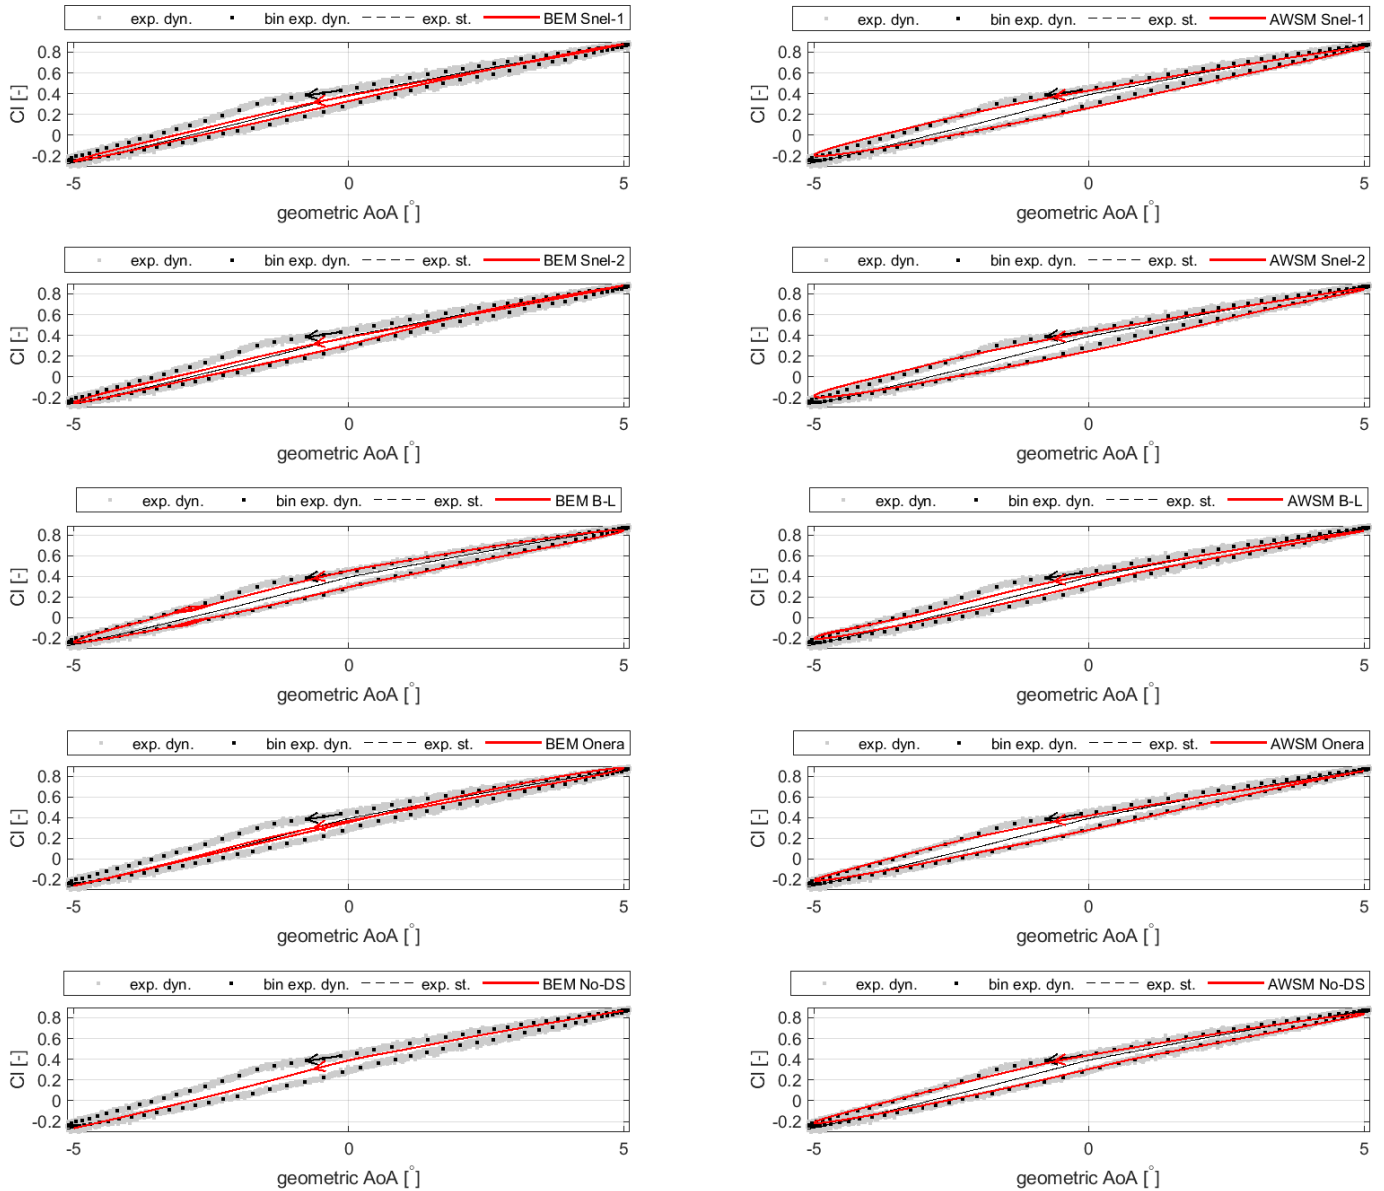 exp. dyn. bin exp. dyn. exp. st. BEM Snel-1
0.8
0.6
0.4
0.2
0
-0.2
Cl [-]
-5 0 5
geometric AoA [°]
exp. dyn. bin exp. dyn. exp. st. AWSM Snel-1
0.8
0.6
0.4
0.2
0
-0.2
Cl [-]
-5 0 5
geometric AoA [°]
exp. dyn. bin exp. dyn. exp. st. BEM Snel-2
0.8
0.6
0.4
0.2
0
-0.2
Cl [-]
-5 0 5
geometric AoA [°]
exp. dyn. bin exp. dyn. exp. st. AWSM Snel-2
0.8
0.6
0.4
0.2
0
-0.2
Cl [-]
-5 0 5
geometric AoA [°]
exp. dyn. bin exp. dyn. exp. st. BEM B-L
0.8
0.6
0.4
0.2
0
-0.2
Cl [-]
-5 0 5
geometric AoA [°]
exp. dyn. bin exp. dyn. exp. st. AWSM B-L
0.8
0.6
0.4
0.2
0
-0.2
Cl [-]
-5 0 5
geometric AoA [°]
exp. dyn. bin exp. dyn. exp. st. BEM Onera
0.8
0.6
0.4
0.2
0
-0.2
Cl [-]
-5 0 5
geometric AoA [°]
exp. dyn. bin exp. dyn. exp. st. AWSM Onera
0.8
0.6
0.4
0.2
0
-0.2
Cl [-]
-5 0 5
geometric AoA [°]
exp. dyn. bin exp. dyn. exp. st. BEM No-DS
0.8
0.6
0.4
0.2
0
-0.2
Cl [-]
-5 0 5
geometric AoA [°]
exp. dyn. bin exp. dyn. exp. st. AWSM No-DS
0.8
0.6
0.4
0.2
0
-0.2
Cl [-]
-5 0 5
geometric AoA [°]